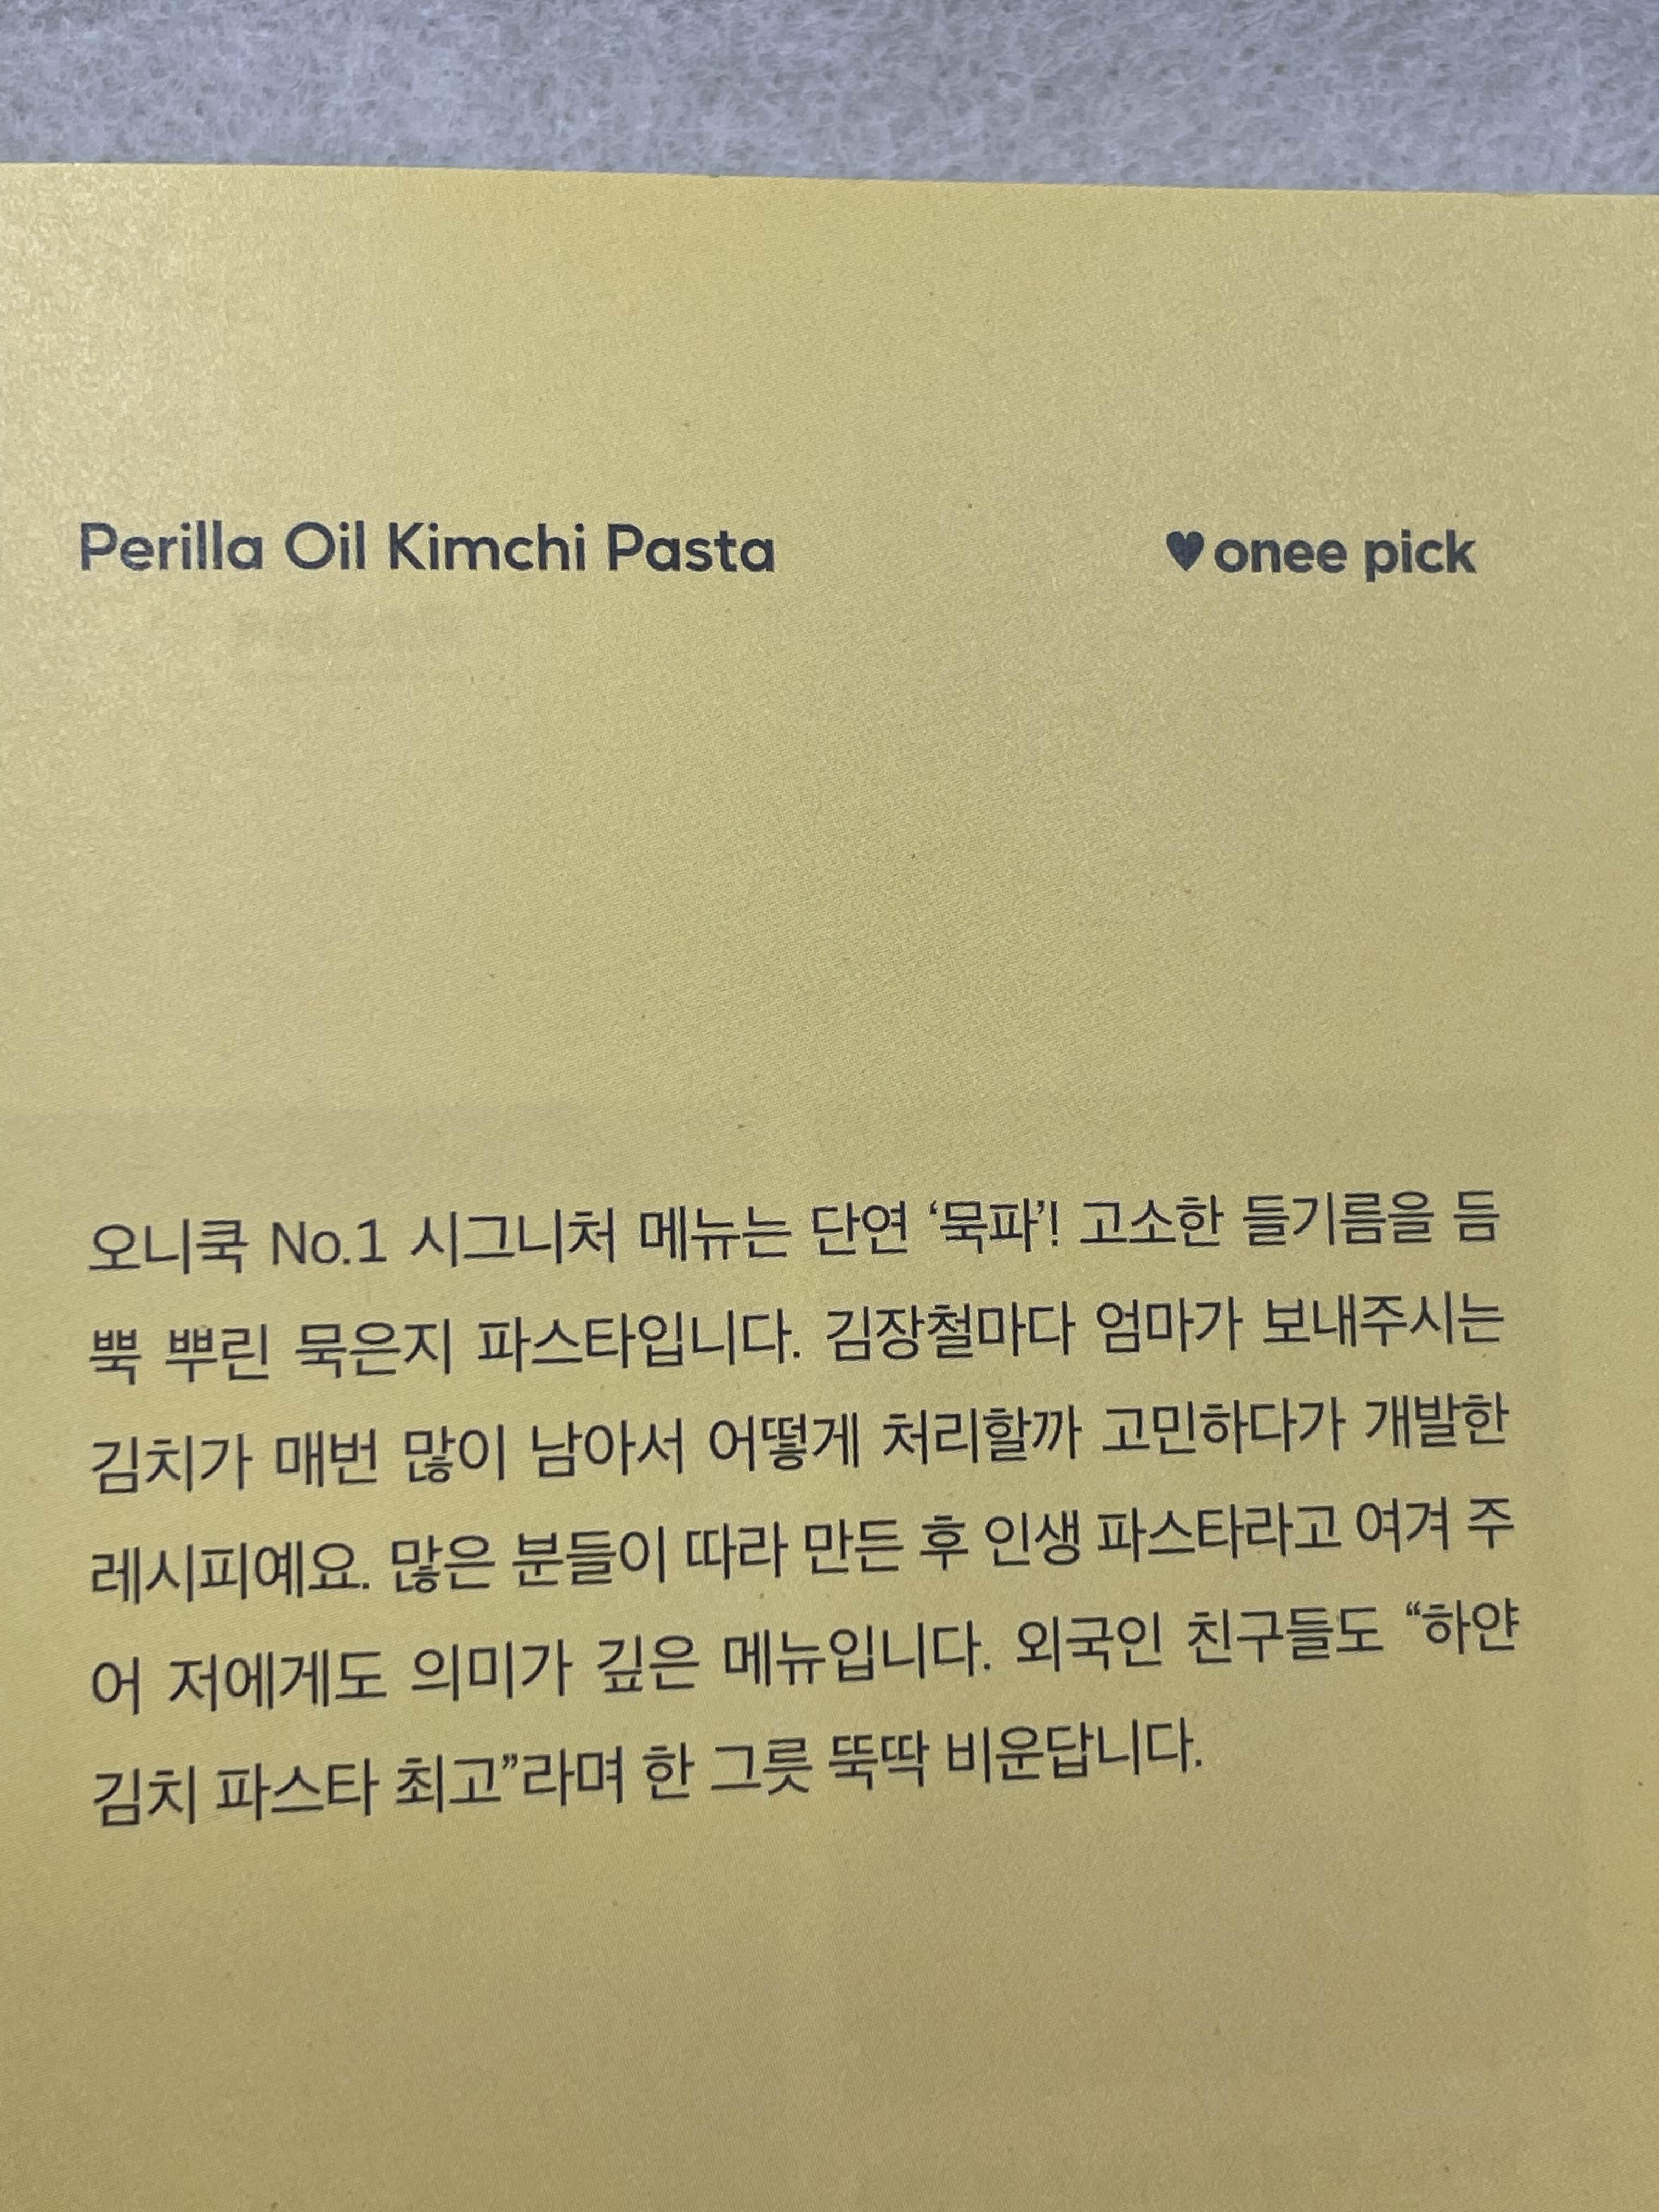 Perilla Oil Kimchi Pasta
♥onee pick
오니쿡 No.1 시그니처 메뉴는 단연 ‘묵파’! 고소한 들기름을 듬
뿍 뿌린 묵은지 파스타입니다. 김장철마다 엄마가 보내주시는
김치가 매번 많이 남아서 어떻게 처리할까 고민하다가 개발한
레시피예요. 많은 분들이 따라 만든 후 인생 파스타라고 여겨 주
어 저에게도 의미가 깊은 메뉴입니다. 외국인 친구들도 “하얀
김치 파스타 최고”라며 한 그릇 뚝딱 비운답니다.